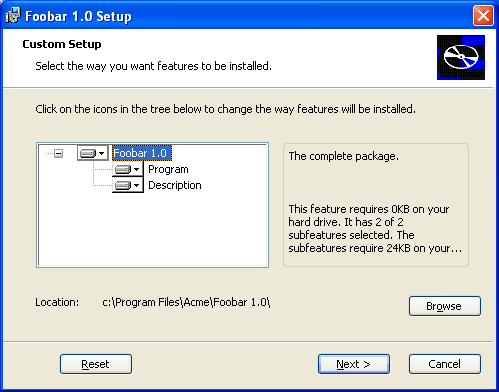 Foobar 1.0 Setup
Custom Setup
Select the way you want features to be installed.
Click on the icons in the tree below to change the way features will be installed.
Foobar 1.0
Program
Description
The complete package.
This feature requires 0KB on your
hard drive. It has 2 of 2
subfeatures selected. The
subfeatures require 24KB on your...
Location: c:\Program Files\Acme\Foobar 1.0\
Browse
Reset
Next >
Cancel